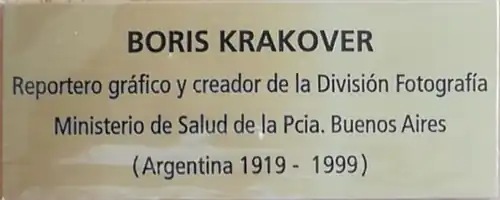 BORIS KRAKOVER
Reportero gráfico y creador de la División Fotografía
Ministerio de Salud de la Pcia. Buenos Aires
(Argentina 1919 - 1999)